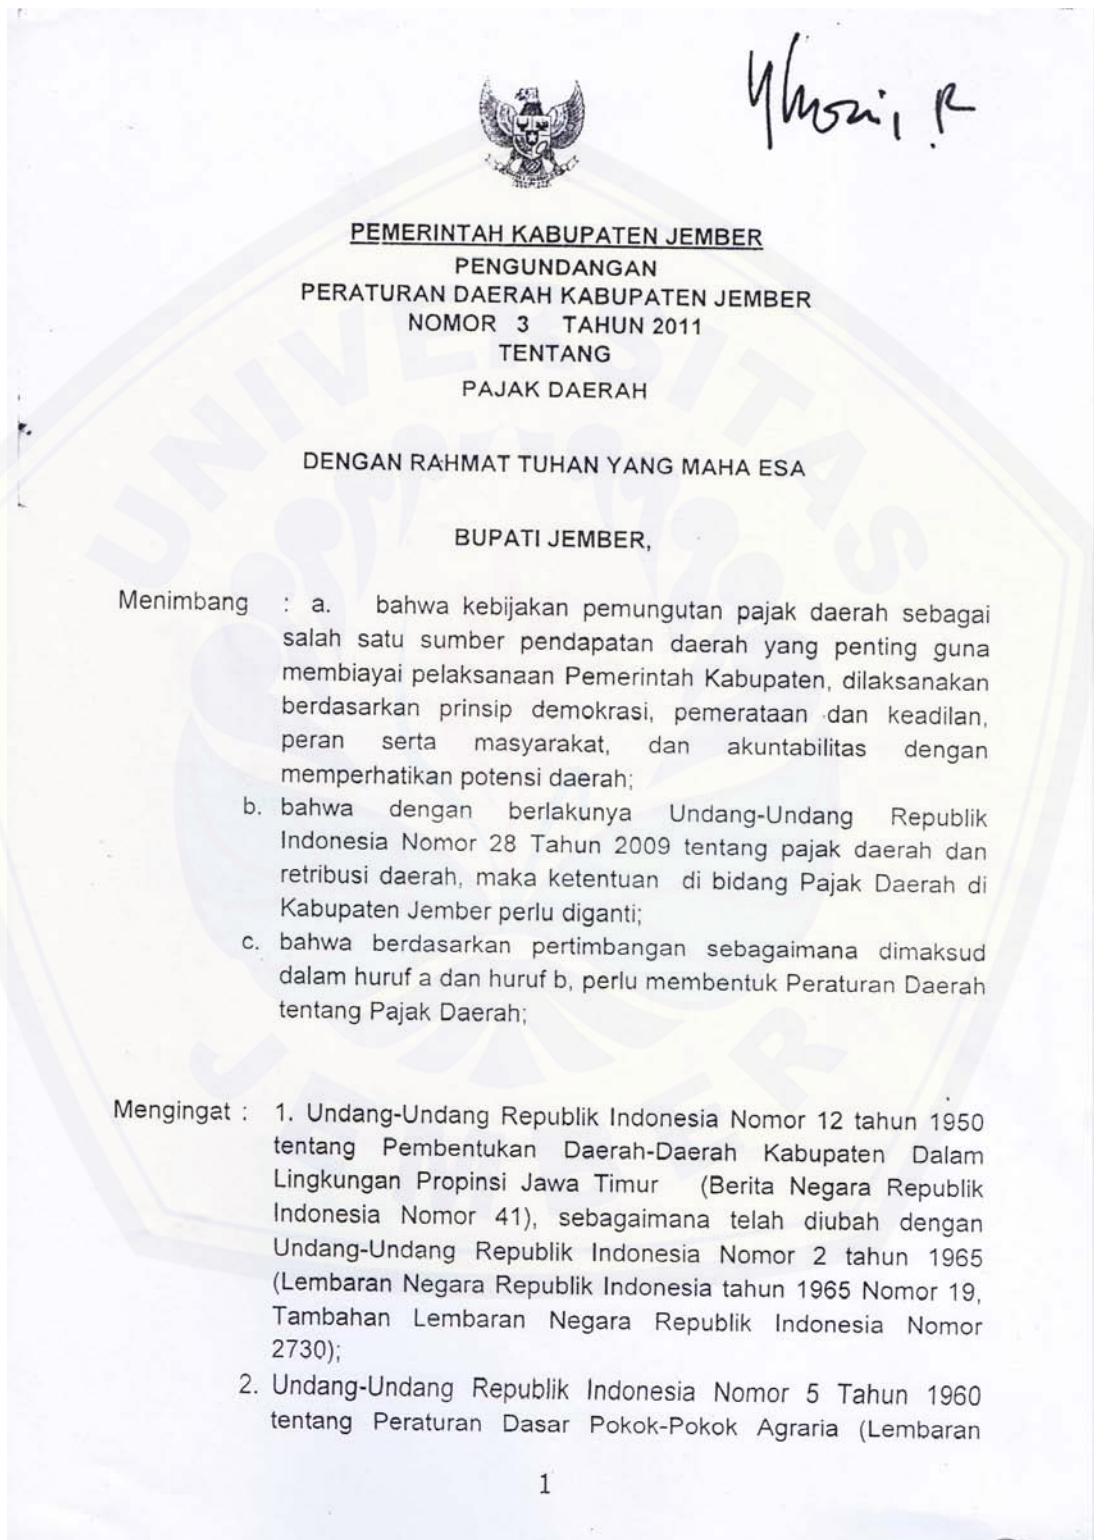 PEMERINTAH KABUPATEN JEMBER
PENGUNDANGAN
PERATURAN DAERAH KABUPATEN JEMBER
NOMOR 3 TAHUN 2011
TENTANG
PAJAK DAERAH
DENGAN RAHMAT TUHAN YANG MAHA ESA
BUPATI JEMBER,
Menimbang : a. bahwa kebijakan pemungutan pajak daerah sebagai
salah satu sumber pendapatan daerah yang penting guna
membiayai pelaksanaan Pemerintah Kabupaten, dilaksanakan
berdasarkan prinsip demokrasi, pemerataan dan keadilan,
peran serta masyarakat, dan akuntabilitas dengan
memperhatikan potensi daerah;
b. bahwa dengan berlakunya Undang-Undang Republik
Indonesia Nomor 28 Tahun 2009 tentang pajak daerah dan
retribusi daerah, maka ketentuan di bidang Pajak Daerah di
Kabupaten Jember perlu diganti;
c. bahwa berdasarkan pertimbangan sebagaimana dimaksud
dalam huruf a dan huruf b, perlu membentuk Peraturan Daerah
tentang Pajak Daerah;
Mengingat : 1. Undang-Undang Republik Indonesia Nomor 12 tahun 1950
tentang Pembentukan Daerah-Daerah Kabupaten Dalam
Lingkungan Propinsi Jawa Timur (Berita Negara Republik
Indonesia Nomor 41), sebagaimana telah diubah dengan
Undang-Undang Republik Indonesia Nomor 2 tahun 1965
(Lembaran Negara Republik Indonesia tahun 1965 Nomor 19,
Tambahan Lembaran Negara Republik Indonesia Nomor
2730);
2. Undang-Undang Republik Indonesia Nomor 5 Tahun 1960
tentang Peraturan Dasar Pokok-Pokok Agraria (Lembaran
1
UNIVERSITAS
JEMBER